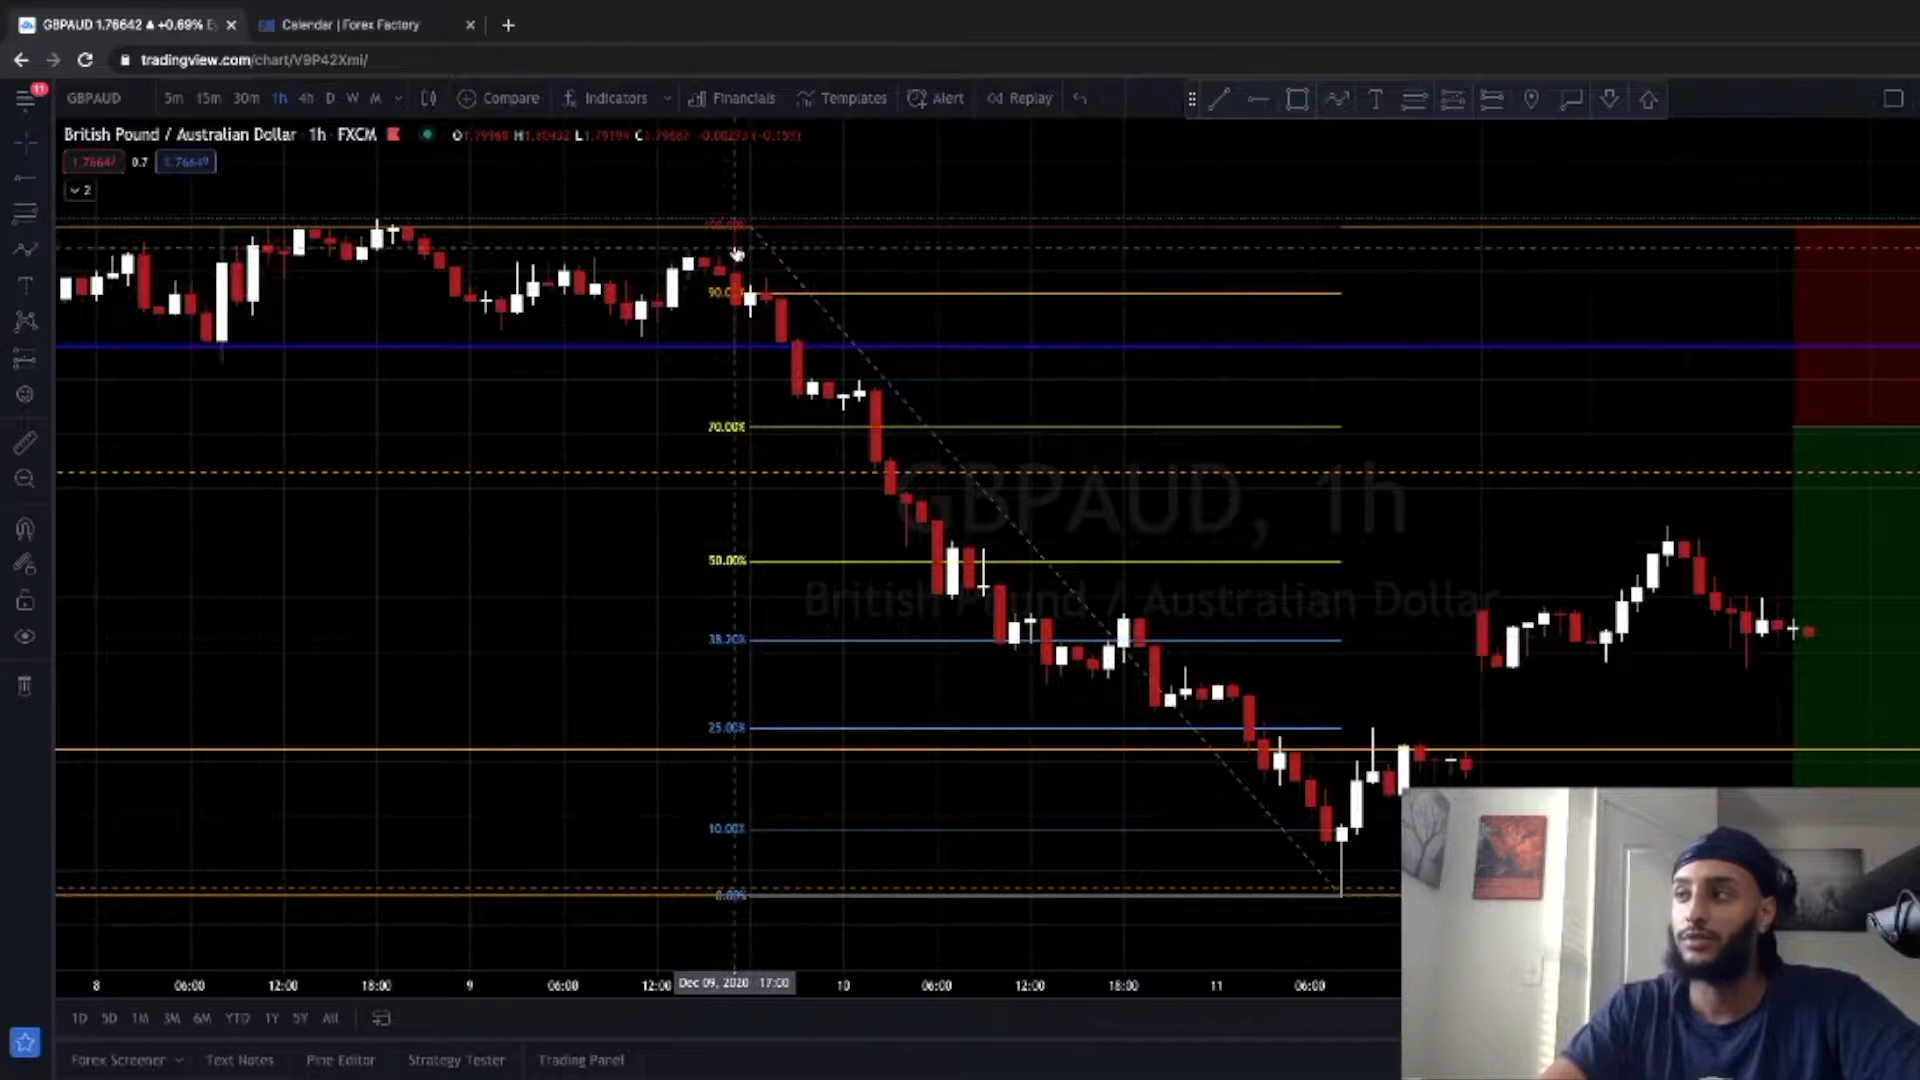 GBPAUD 1.76642 ▲ +0.69%
Calendar | Forex Factory
tradingview.com/chart/V9P42Xmi/
11
GBPAUD 5m 15m 30m 1h 4h D W M Compare Indicators Financials Templates Alert Replay
British Pound / Australian Dollar 1h FXCM
0.7
2
100.00%
70.00%
50.00%
38.20%
25.00%
10.00%
0.00%
GBPAUD, 1h
British Pound / Australian Dollar
8 06:00 12:00 18:00 9 06:00 12:00 Dec 09, 2020 17:00 10 06:00 12:00 18:00 11 06:00
1D 5D 1M 3M 6M YTD 1Y 5Y All
Forex Screener Text Notes Pine Editor Strategy Tester Trading Panel